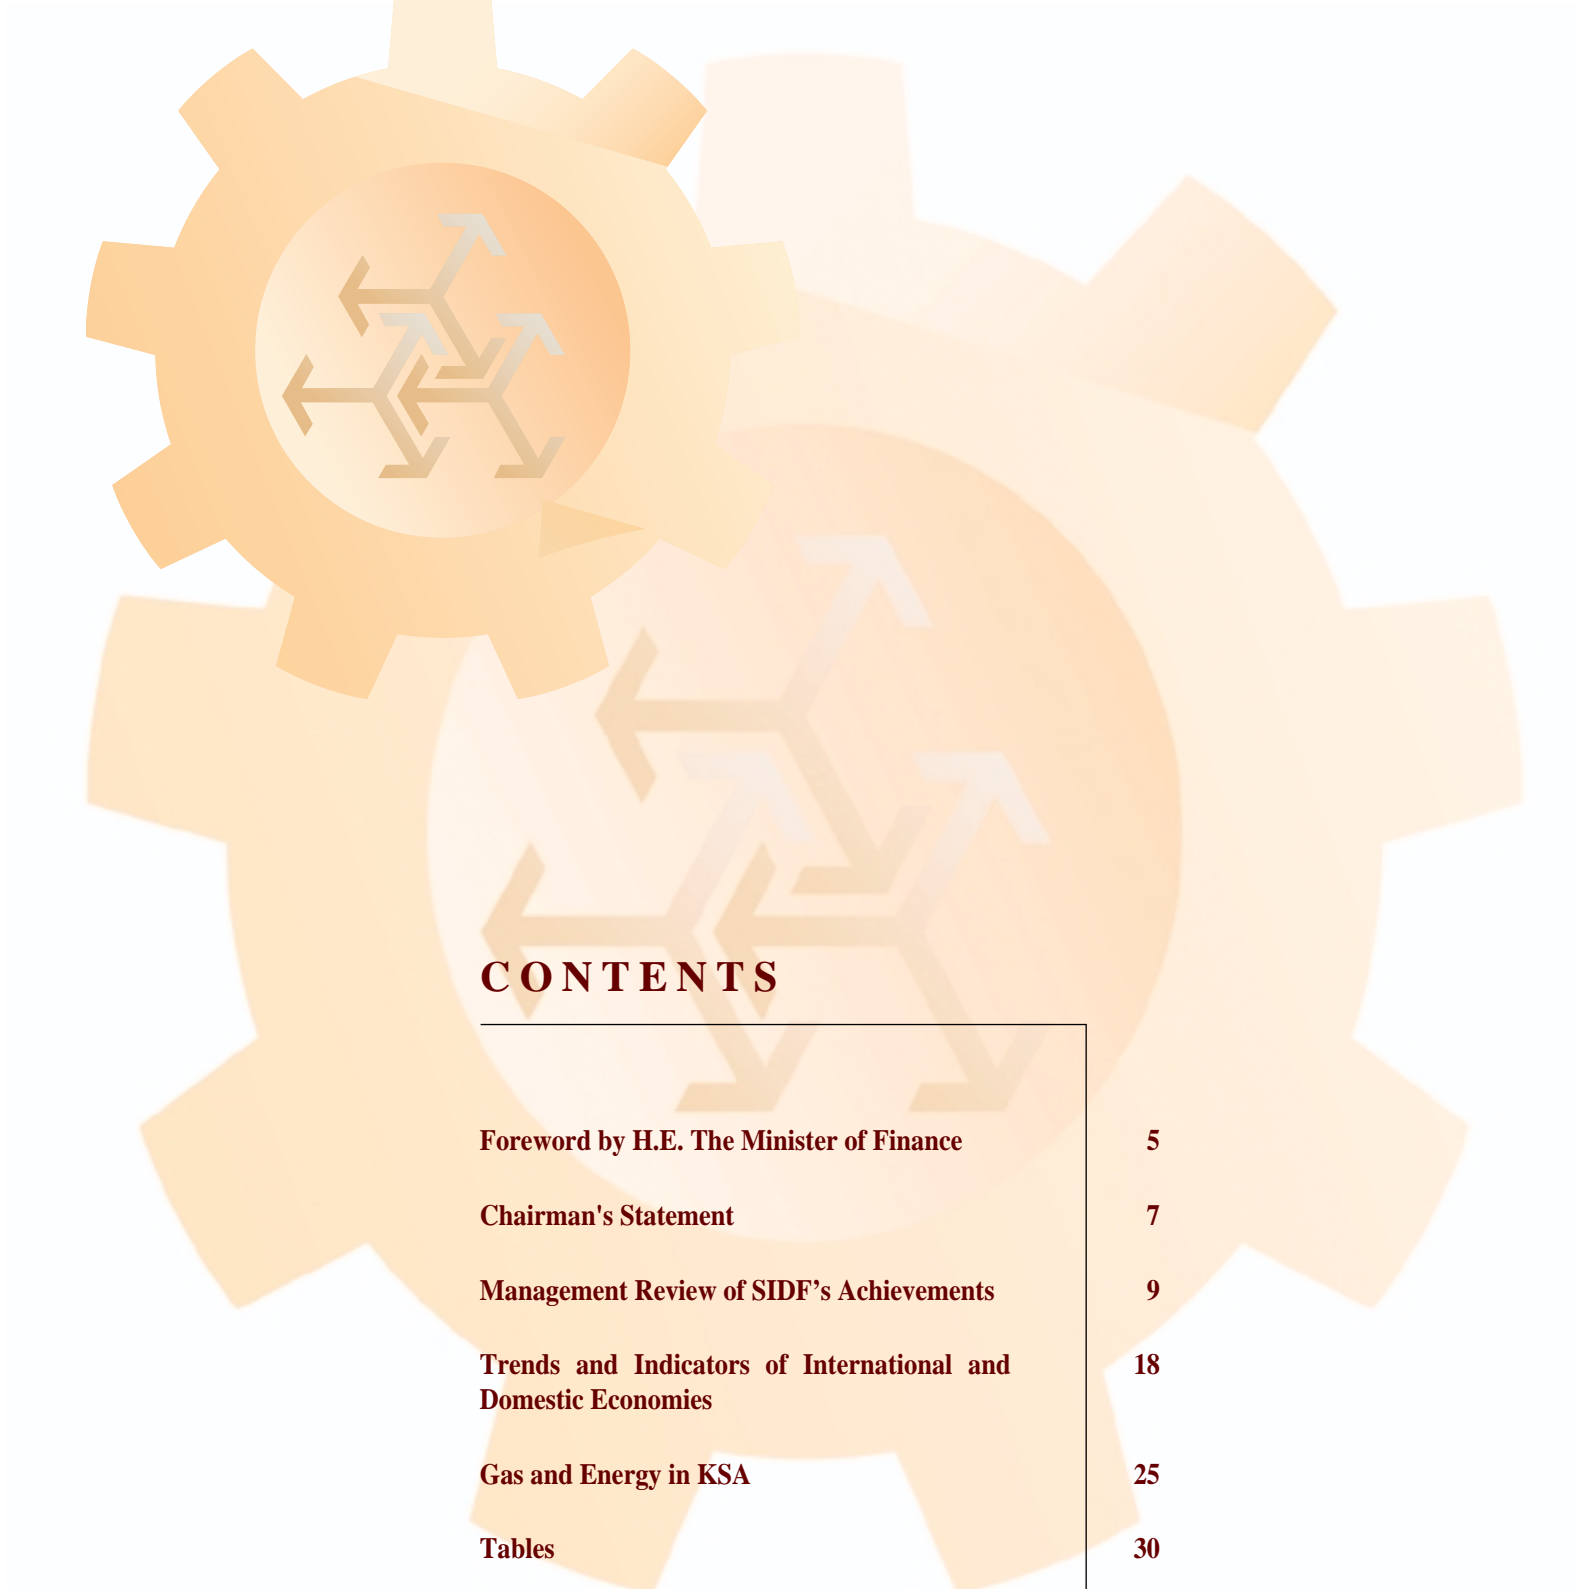 CONTENTS
Foreword by H.E. The Minister of Finance 5
Chairman's Statement 7
Management Review of SIDF’s Achievements 9
Trends and Indicators of International and 18
Domestic Economies
Gas and Energy in KSA 25
Tables 30